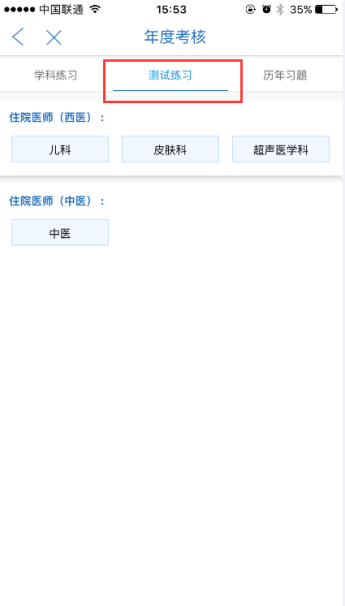 中国联通 15:53 35%
年度考核
学科练习 测试练习 历年习题
住院医师（西医）：
儿科 皮肤科 超声医学科
住院医师（中医）：
中医